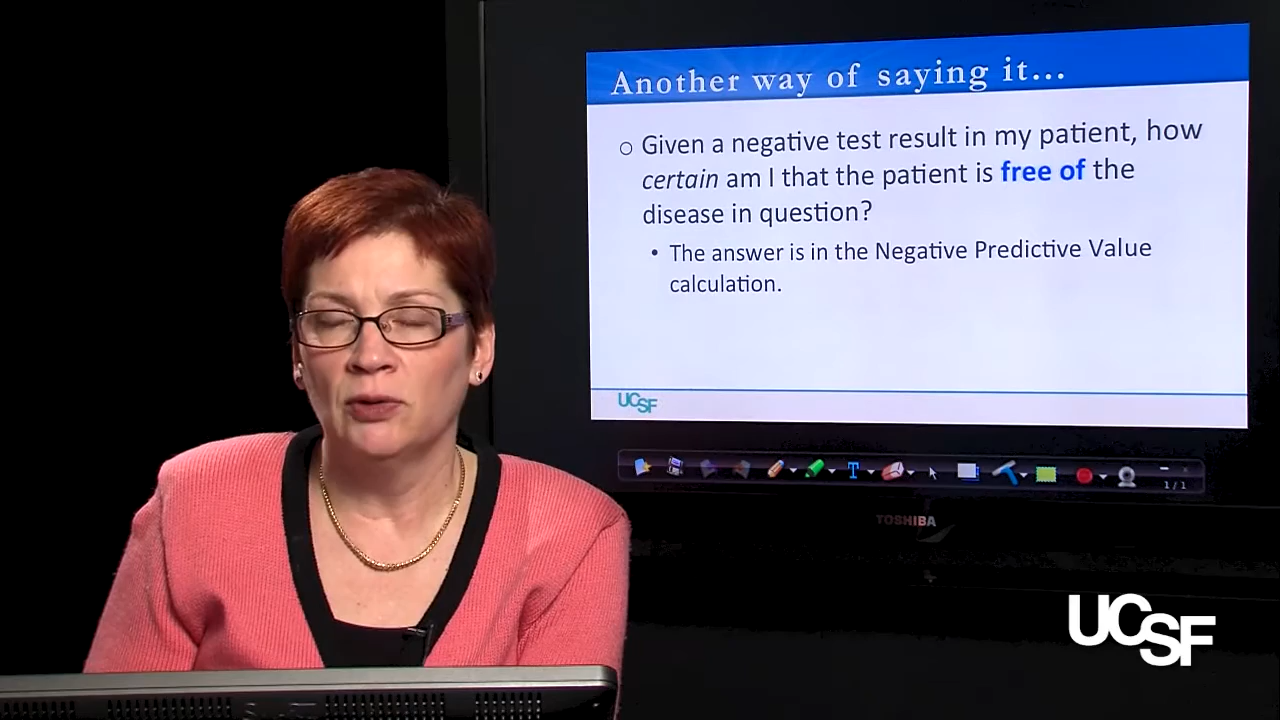 Another way of saying it...
Given a negative test result in my patient, how
certain am I that the patient is free of the
disease in question?
The answer is in the Negative Predictive Value
calculation.
UCSF
T
1/1
TOSHIBA
UCSF